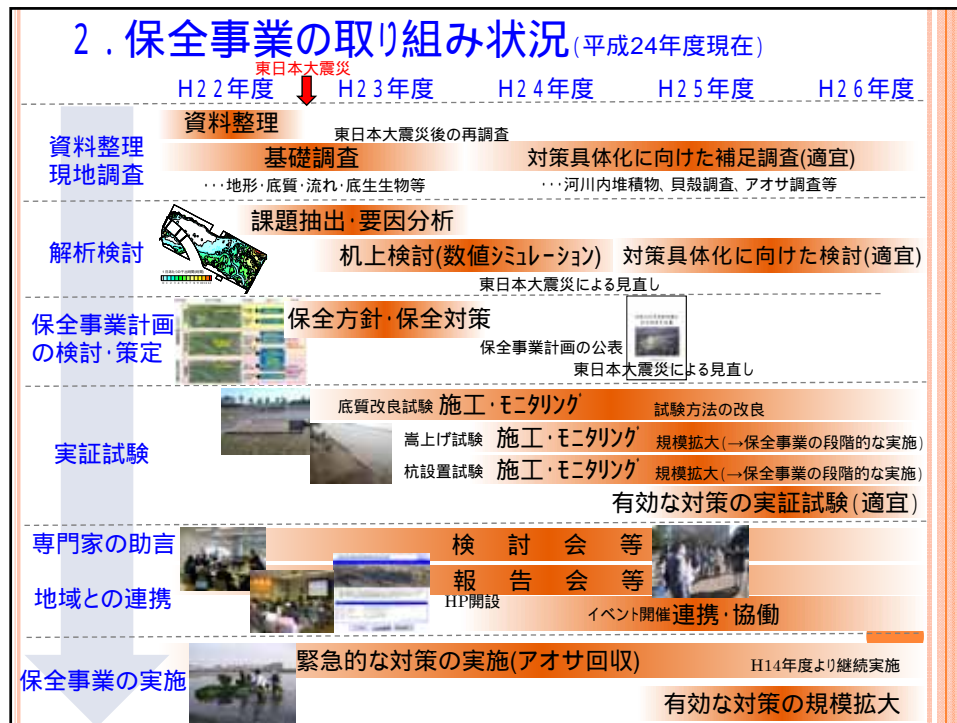 ２．保全事業の取り組み状況(平成24年度現在)
東日本大震災
H22年度 H23年度 H24年度 H25年度 H26年度
資料整理
現地調査
資料整理
東日本大震災後の再調査
基礎調査
対策具体化に向けた補足調査(適宜)
･･･地形･底質･流れ･底生生物等
･･･河川内堆積物、貝殻調査、アオサ調査等
解析検討
課題抽出･要因分析
机上検討(数値ｼﾐｭﾚｰｼｮﾝ)
対策具体化に向けた検討(適宜)
東日本大震災による見直し
保全事業計画
の検討･策定
保全方針･保全対策
保全事業計画の公表
東日本大震災による見直し
実証試験
底質改良試験 施工･ﾓﾆﾀﾘﾝｸﾞ 試験方法の改良
嵩上げ試験 施工･ﾓﾆﾀﾘﾝｸﾞ 規模拡大(→保全事業の段階的な実施)
杭設置試験 施工･ﾓﾆﾀﾘﾝｸﾞ 規模拡大(→保全事業の段階的な実施)
有効な対策の実証試験(適宜)
専門家の助言
検討会等
地域との連携
報告会等
HP開設
イベント開催 連携･協働
保全事業の実施
緊急的な対策の実施(アオサ回収)
H14年度より継続実施
有効な対策の規模拡大